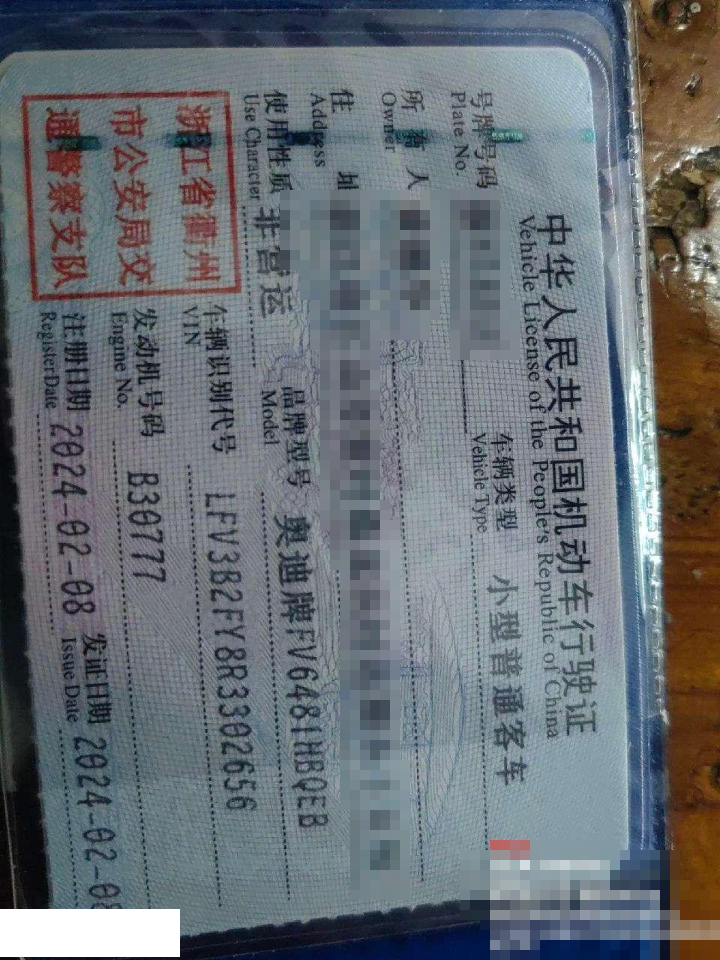 中华人民共和国机动车行驶证
Vehicle License of the People's Republic of China
号牌号码
Plate No.
车辆类型 小型普通客车
Vehicle Type
所有人
Owner
住址
Address
使用性质 非营运
Use Character
品牌型号 奥迪牌FV6481HBQEB
Model
浙江省衢州
市公安局交
通警察支队
车辆识别代号 LFV3B2FY8R3302656
VIN
发动机号码 B30777
Engine No.
注册日期 2024-02-08
Register Date
发证日期 2024-02-08
Issue Date